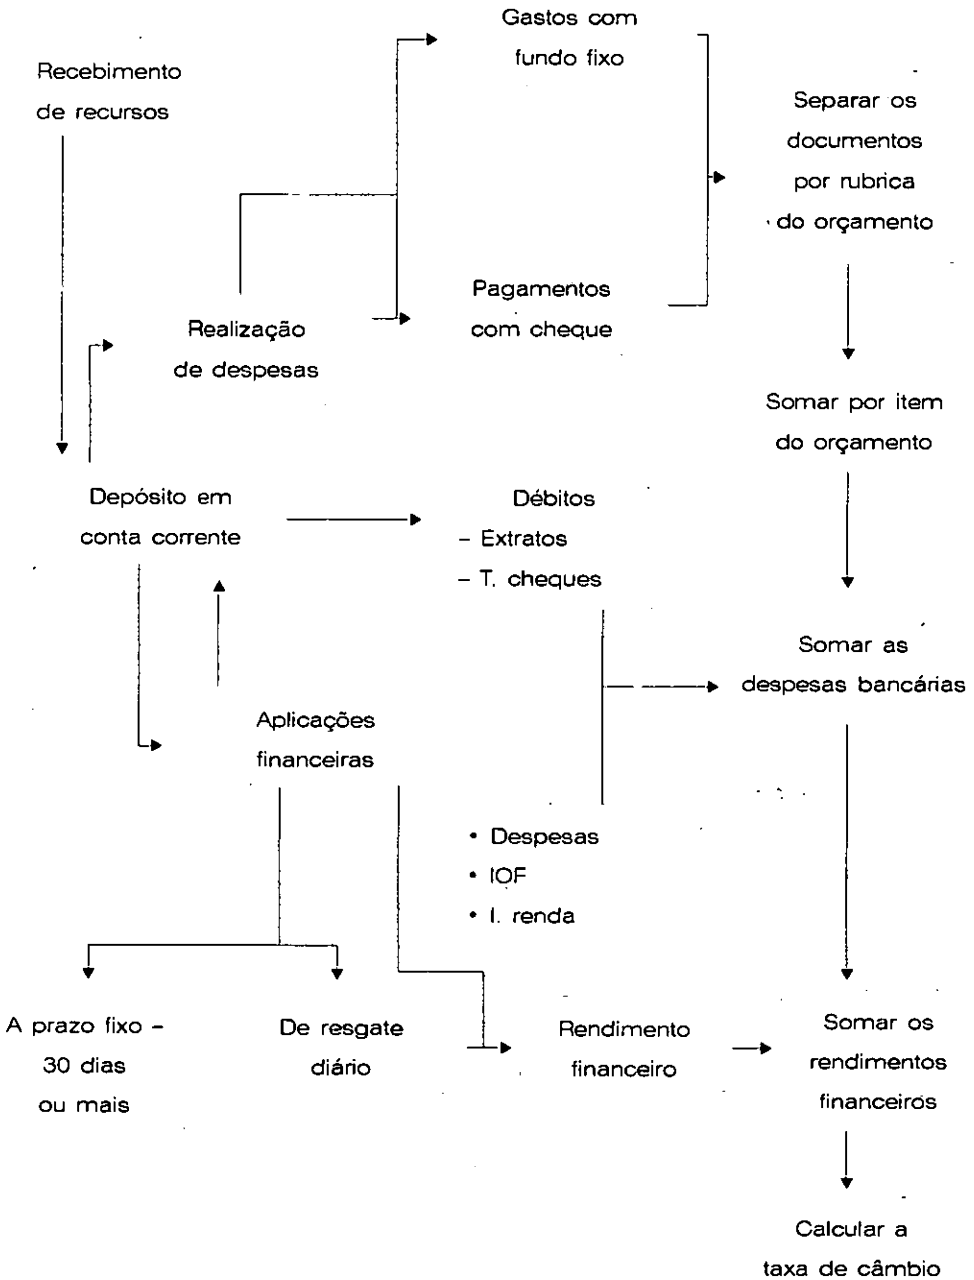 Gastos com
fundo fixo
Recebimento
de recursos
Separar os
documentos
por rubrica
do orçamento
Pagamentos
com cheque
Realização
de despesas
Somar por item
do orçamento
Depósito em
conta corrente
Débitos
– Extratos
– T. cheques
Somar as
despesas bancárias
Aplicações
financeiras
• Despesas
• IOF
• I. renda
A prazo fixo –
30 dias
ou mais
De resgate
diário
Rendimento
financeiro
Somar os
rendimentos
financeiros
Calcular a
taxa de câmbio